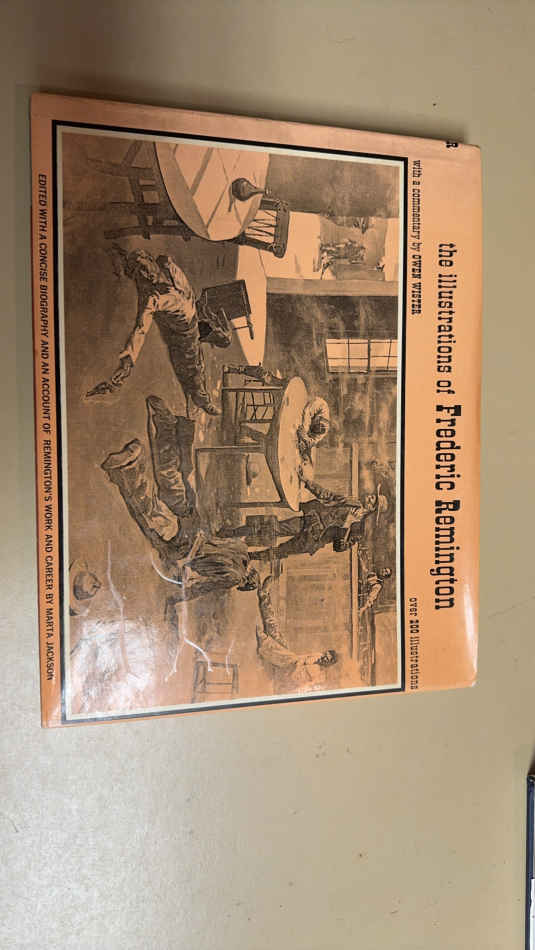 the illustrations of Frederic Remington
with a commentary by OWEN WISTER
over 200 illustrations
EDITED WITH A CONCISE BIOGRAPHY AND AN ACCOUNT OF REMINGTON'S WORK AND CAREER BY MARTA JACKSON